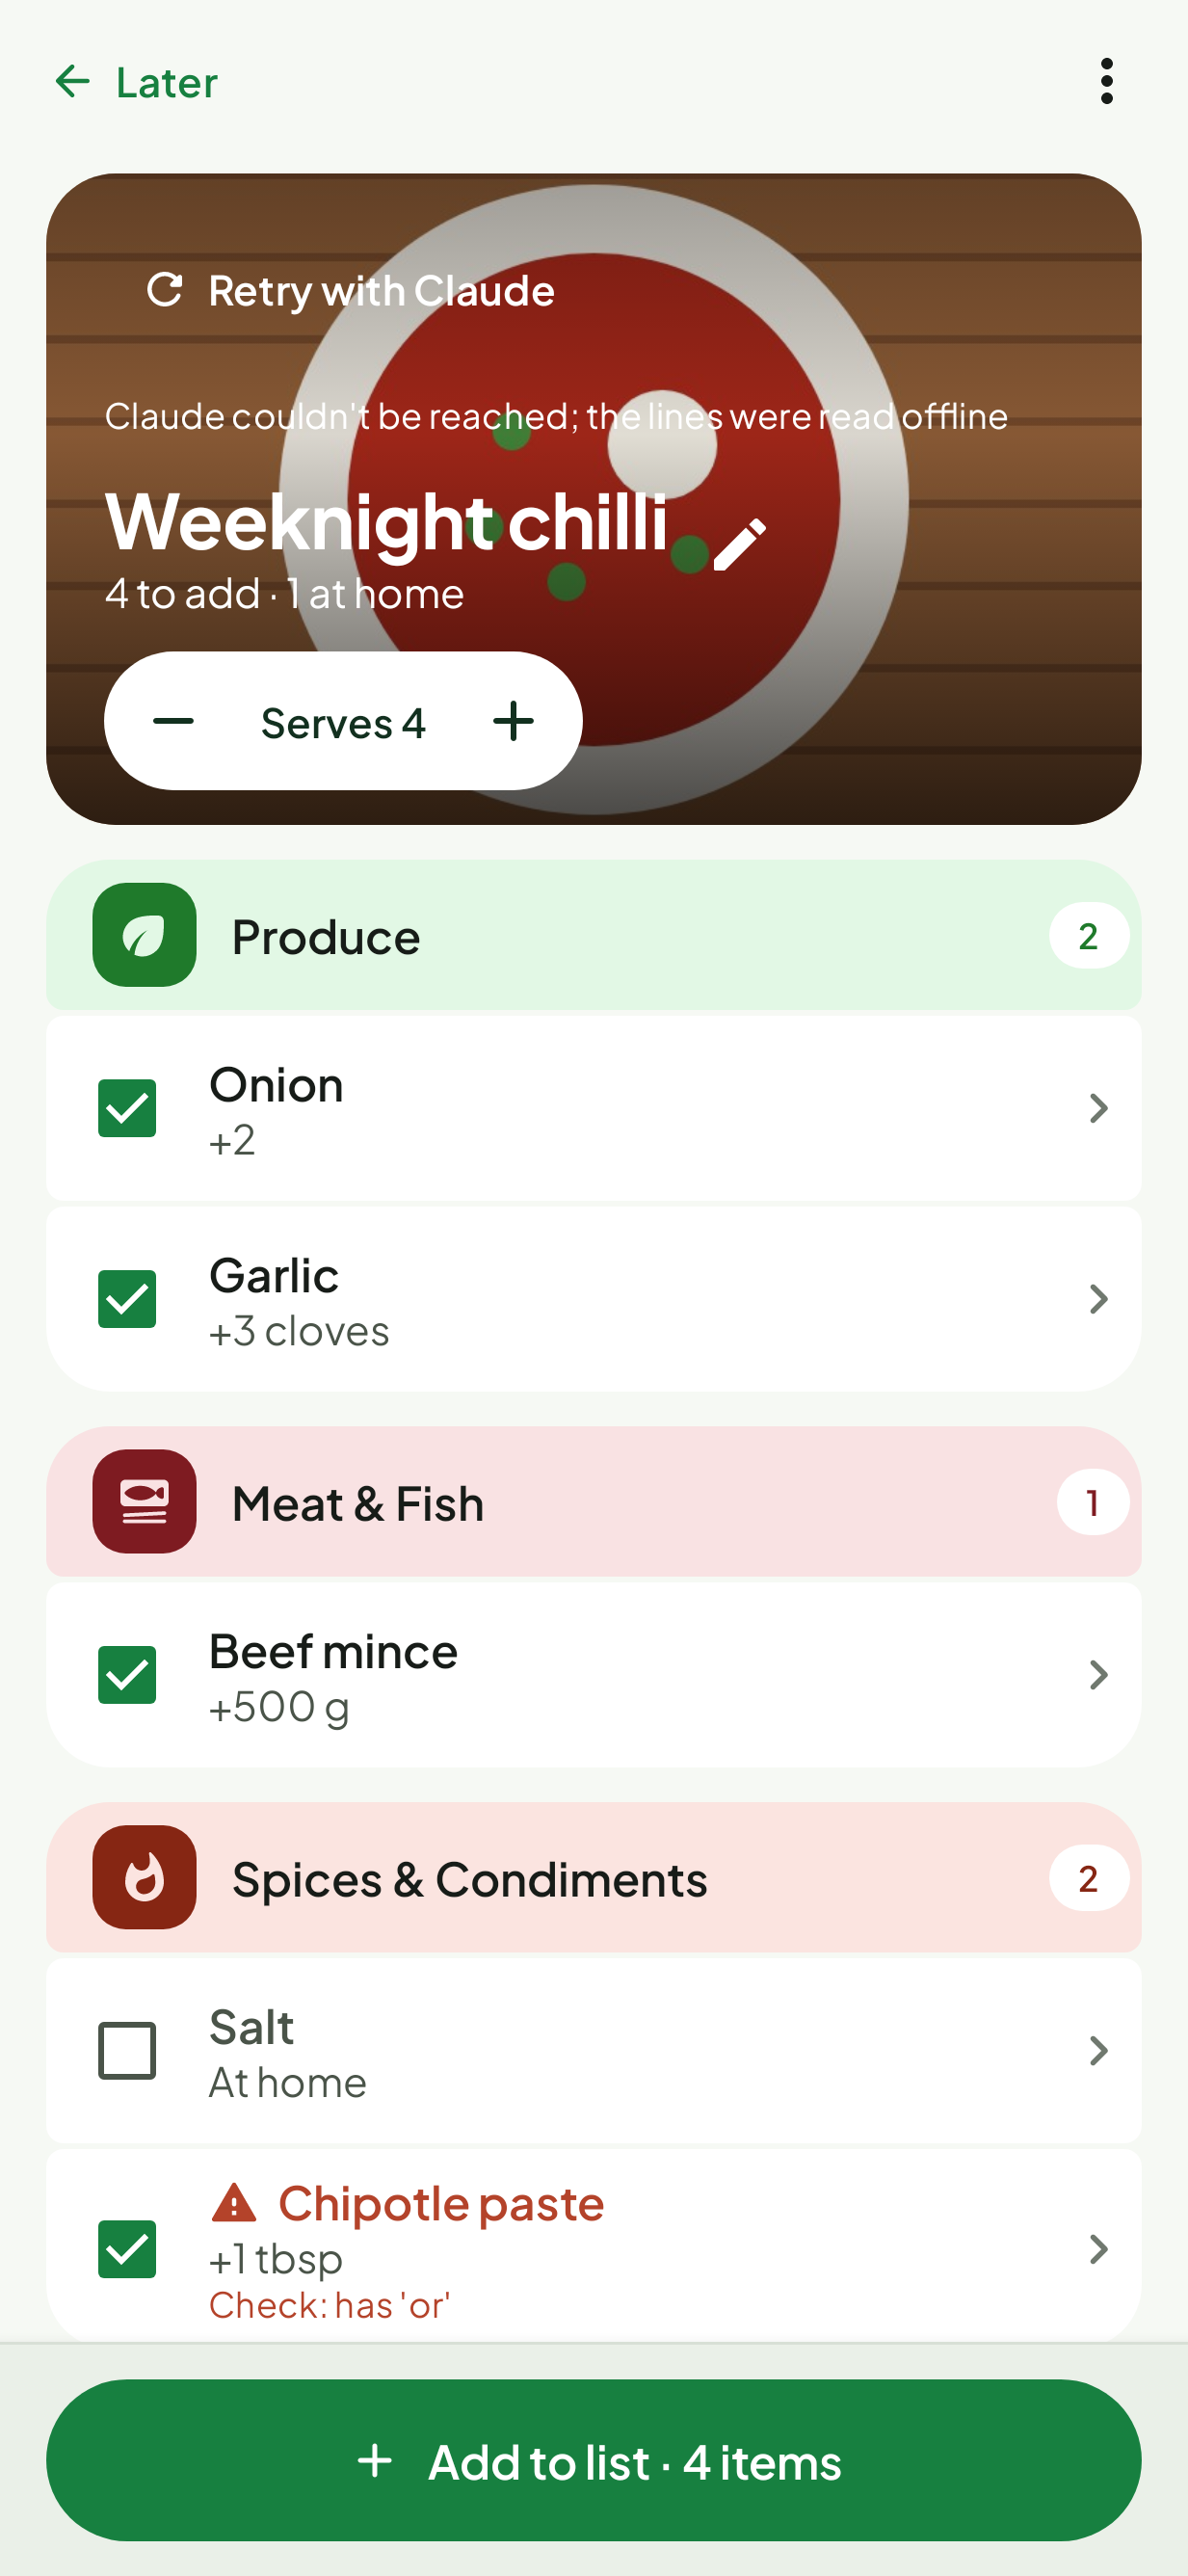 Later
Retry with Claude
Claude couldn't be reached; the lines were read offline
Weeknight chilli
4 to add · 1 at home
Serves 4
Produce
2
Onion
+2
Garlic
+3 cloves
Meat & Fish
1
Beef mince
+500 g
Spices & Condiments
2
Salt
At home
Chipotle paste
+1 tbsp
Check: has 'or'
+ Add to list · 4 items